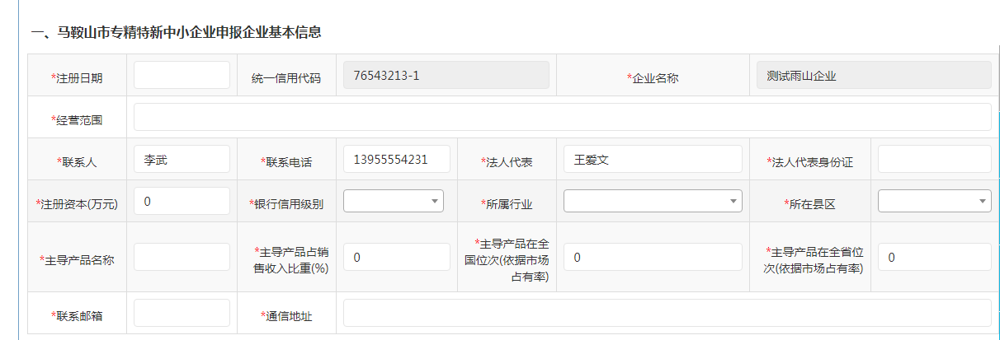 一、马鞍山市专精特新中小企业申报企业基本信息
*注册日期
统一信用代码
76543213-1
*企业名称
测试雨山企业
*经营范围
*联系人
李武
*联系电话
13955554231
*法人代表
王爱文
*法人代表身份证
*注册资本(万元)
0
*银行信用级别
*所属行业
*所在县区
*主导产品名称
*主导产品占销
售收入比重(%)
0
*主导产品在全
国位次(依据市场
占有率)
0
*主导产品在全省位
次(依据市场占有率)
0
*联系邮箱
*通信地址